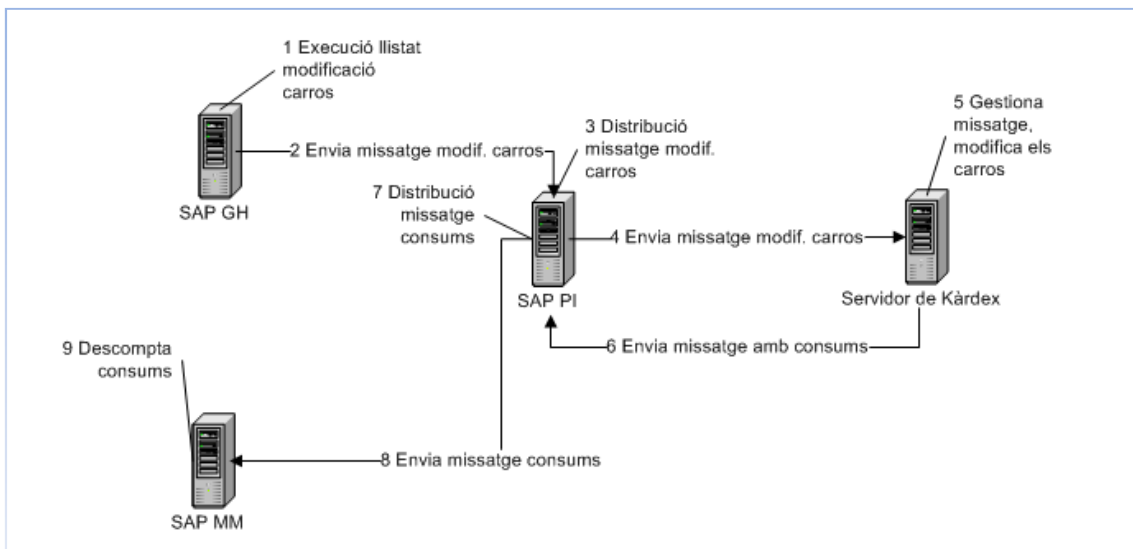 1 Execució llistat
modificació
carros
SAP GH
2 Envia missatge modif. carros
3 Distribució
missatge modif.
carros
SAP PI
4 Envia missatge modif. carros
5 Gestiona
missatge,
modifica els
carros
Servidor de Kàrdex
6 Envia missatge amb consums
7 Distribució
missatge
consums
8 Envia missatge consums
9 Descompta
consums
SAP MM